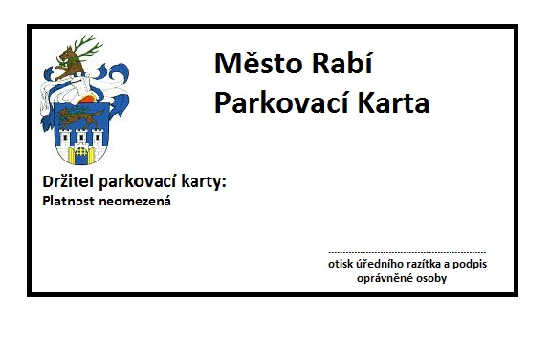 Město Rabí
Parkovací Karta
Držitel parkovací karty:
Platnost neomezená
otisk úředního razítka a podpis
oprávněné osoby